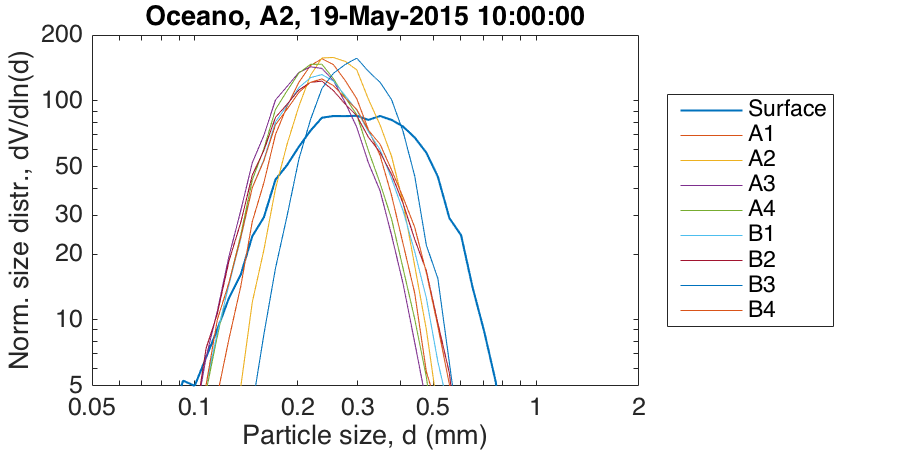 Oceano, A2, 19-May-2015 10:00:00
Norm. size distr., dV/dln(d)
200
100
50
30
20
10
5
0.05
0.1
0.2
0.3
0.5
1
2
Particle size, d (mm)
Surface
A1
A2
A3
A4
B1
B2
B3
B4